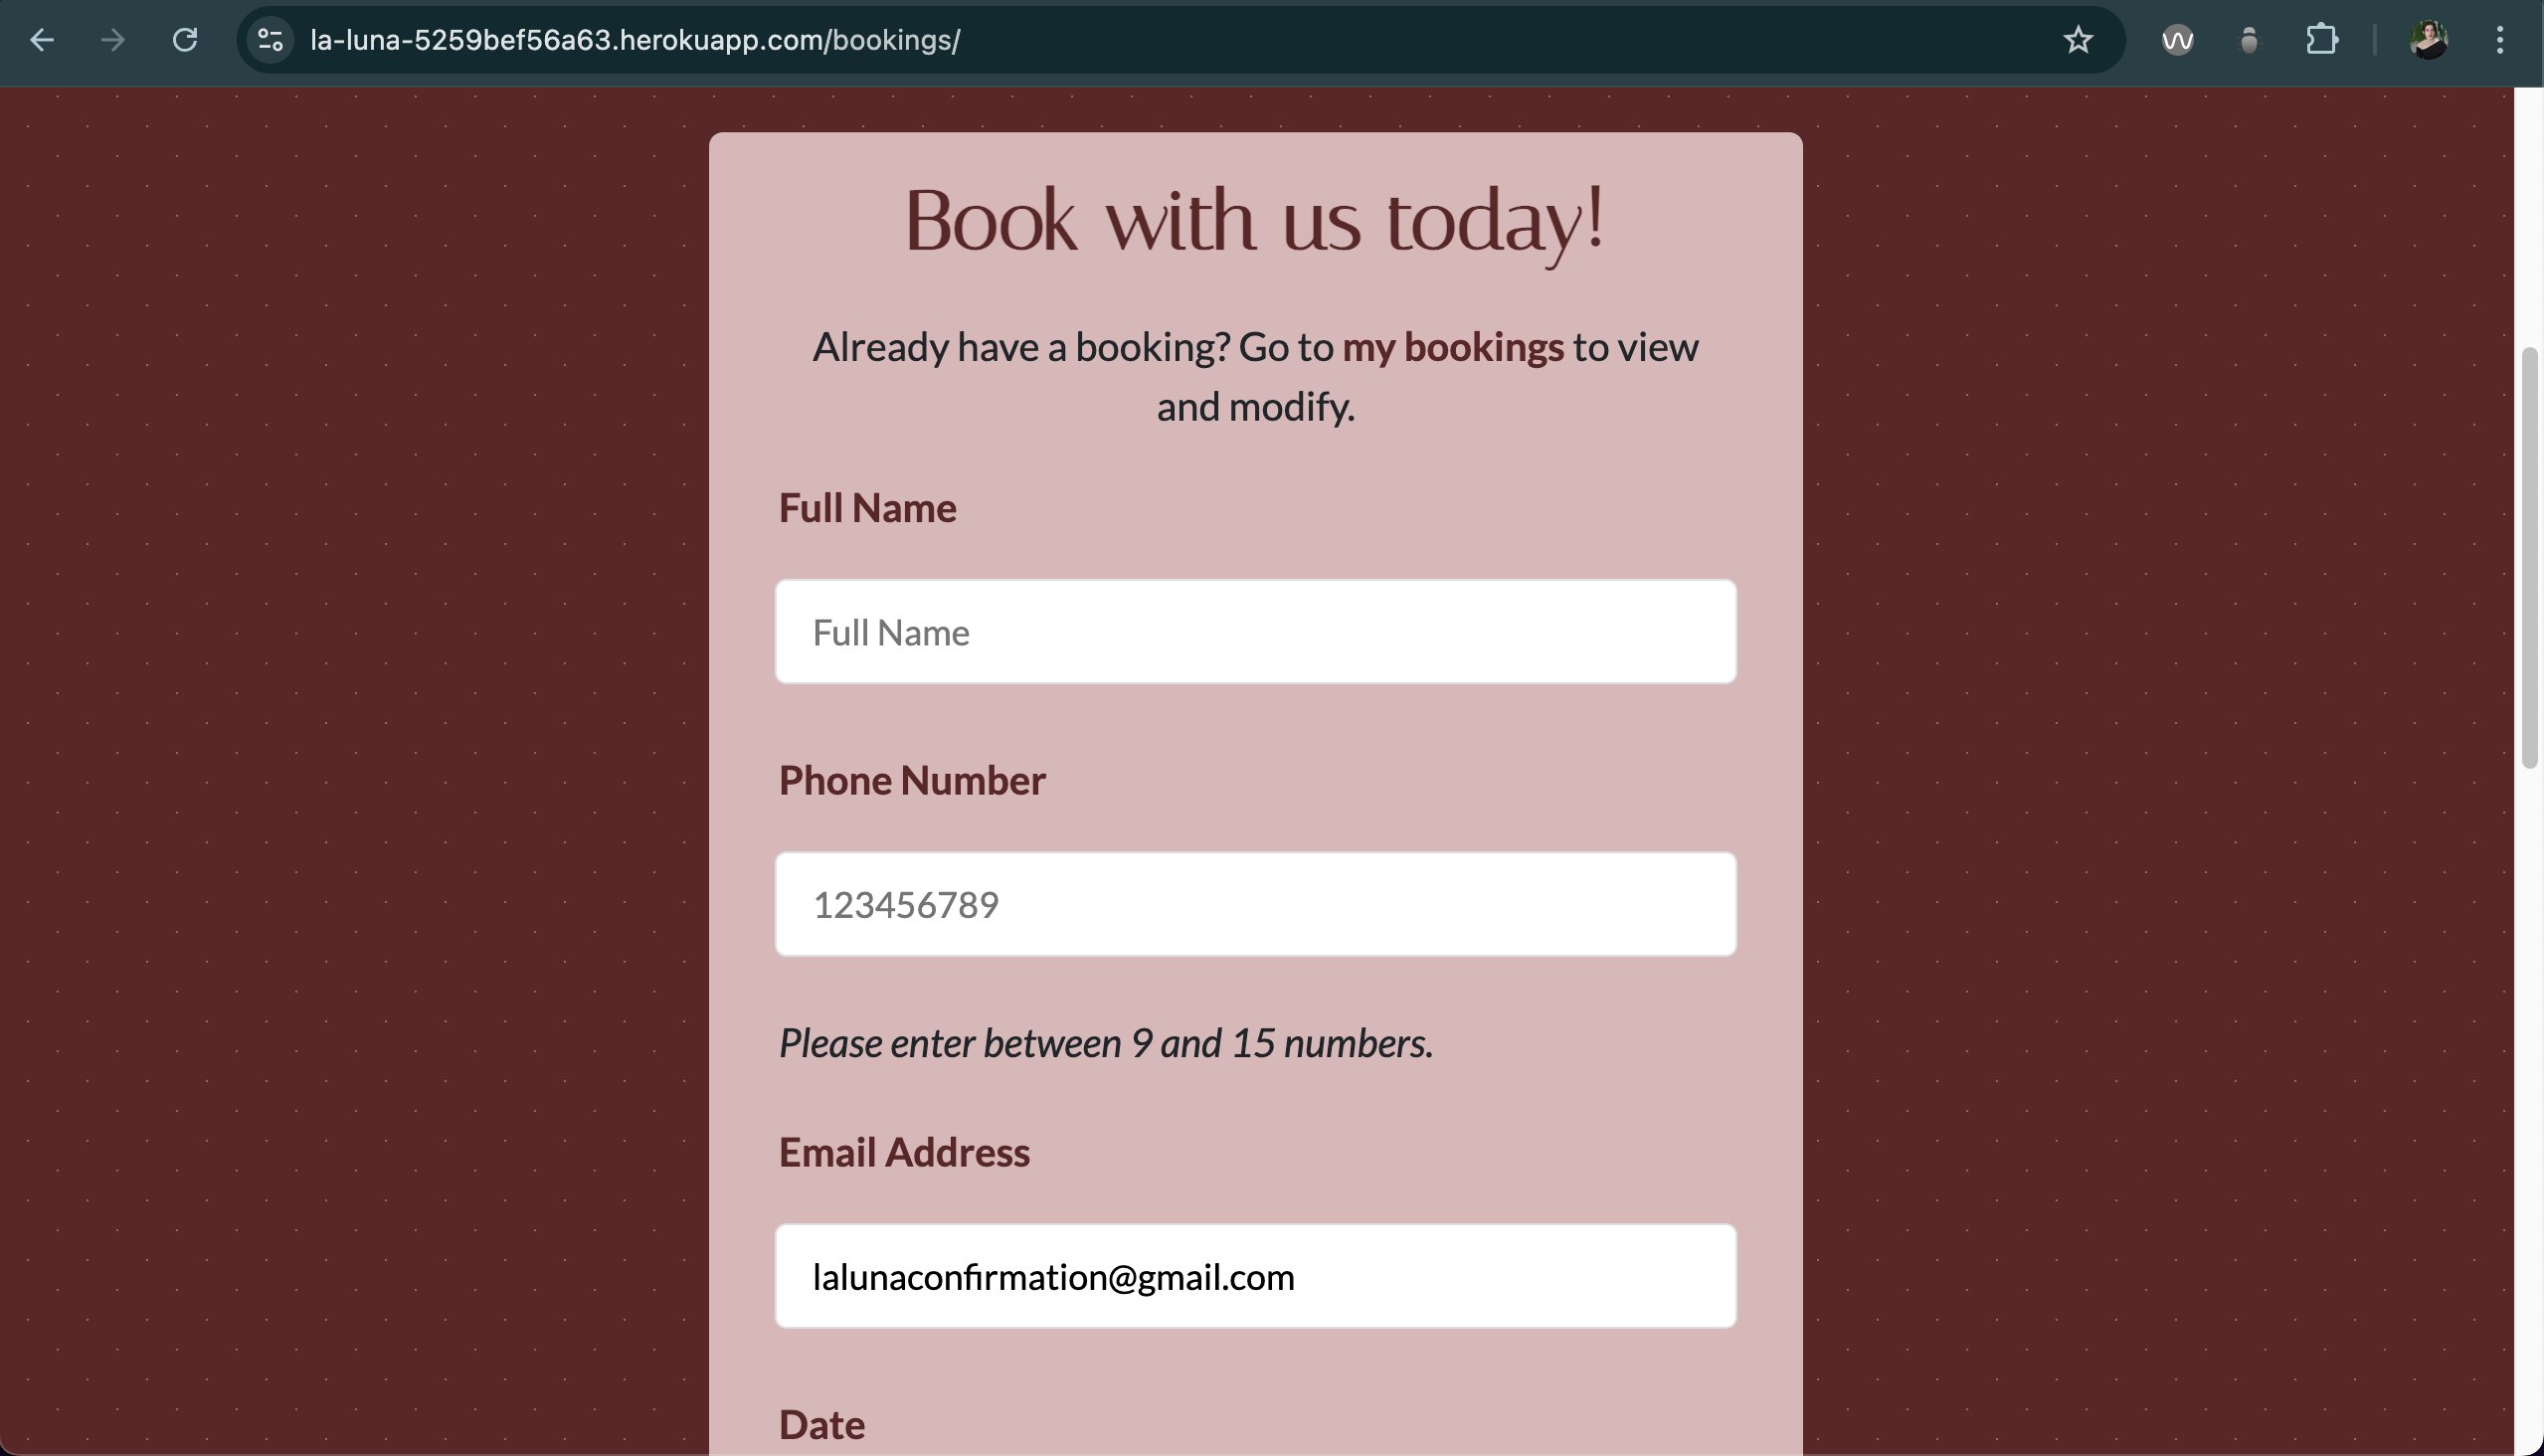 la-luna-5259bef56a63.herokuapp.com/bookings/
Book with us today!
Already have a booking? Go to my bookings to view
and modify.
Full Name
Full Name
Phone Number
123456789
Please enter between 9 and 15 numbers.
Email Address
lalunaconfirmation@gmail.com
Date